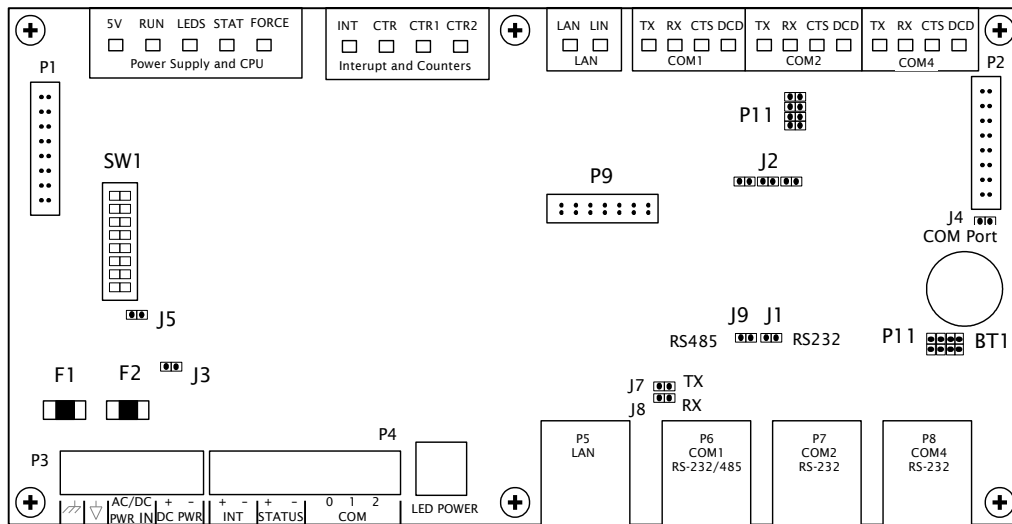 5V RUN LEDS STAT FORCE
Power Supply and CPU
INT CTR CTR1 CTR2
Interupt and Counters
LAN LIN
LAN
TX RX CTS DCD
COM1
TX RX CTS DCD
COM2
TX RX CTS DCD
COM4
P1
P2
P11
SW1
J2
P9
J4
COM Port
J5
J9 J1
RS485
RS232
P11
BT1
J3
F1
F2
J7 TX
J8 RX
P3
P4
P5
LAN
P6
COM1
RS-232/485
P7
COM2
RS-232
P8
COM4
RS-232
AC/DC
PWR IN
+ -
DC PWR
+ -
INT
+ -
STATUS
0 1 2
COM
LED POWER